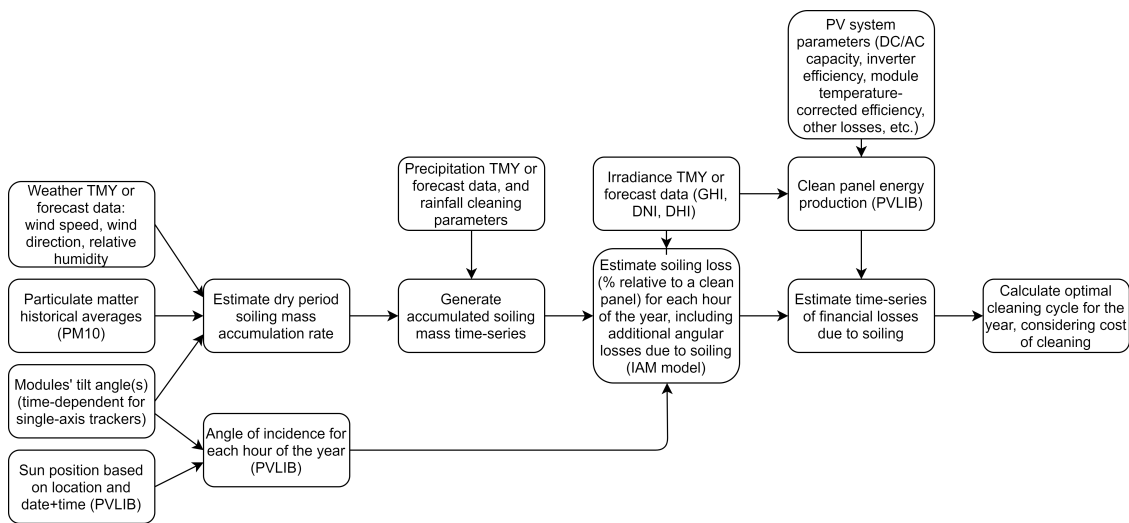 PV system
parameters (DC/AC
capacity, inverter
efficiency, module
temperature-
corrected efficiency,
other losses, etc.)
Precipitation TMY or
forecast data, and
rainfall cleaning
parameters
Irradiance TMY or
forecast data (GHI,
DNI, DHI)
Clean panel energy
production (PVLIB)
Weather TMY or
forecast data:
wind speed, wind
direction, relative
humidity
Particulate matter
historical averages
(PM10)
Estimate dry period
soiling mass
accumulation rate
Generate
accumulated soiling
mass time-series
Estimate soiling loss
(% relative to a clean
panel) for each hour
of the year, including
additional angular
losses due to soiling
(IAM model)
Estimate time-series
of financial losses
due to soiling
Calculate optimal
cleaning cycle for the
year, considering cost
of cleaning
Modules' tilt angle(s)
(time-dependent for
single-axis trackers)
Angle of incidence for
each hour of the year
(PVLIB)
Sun position based
on location and
date+time (PVLIB)